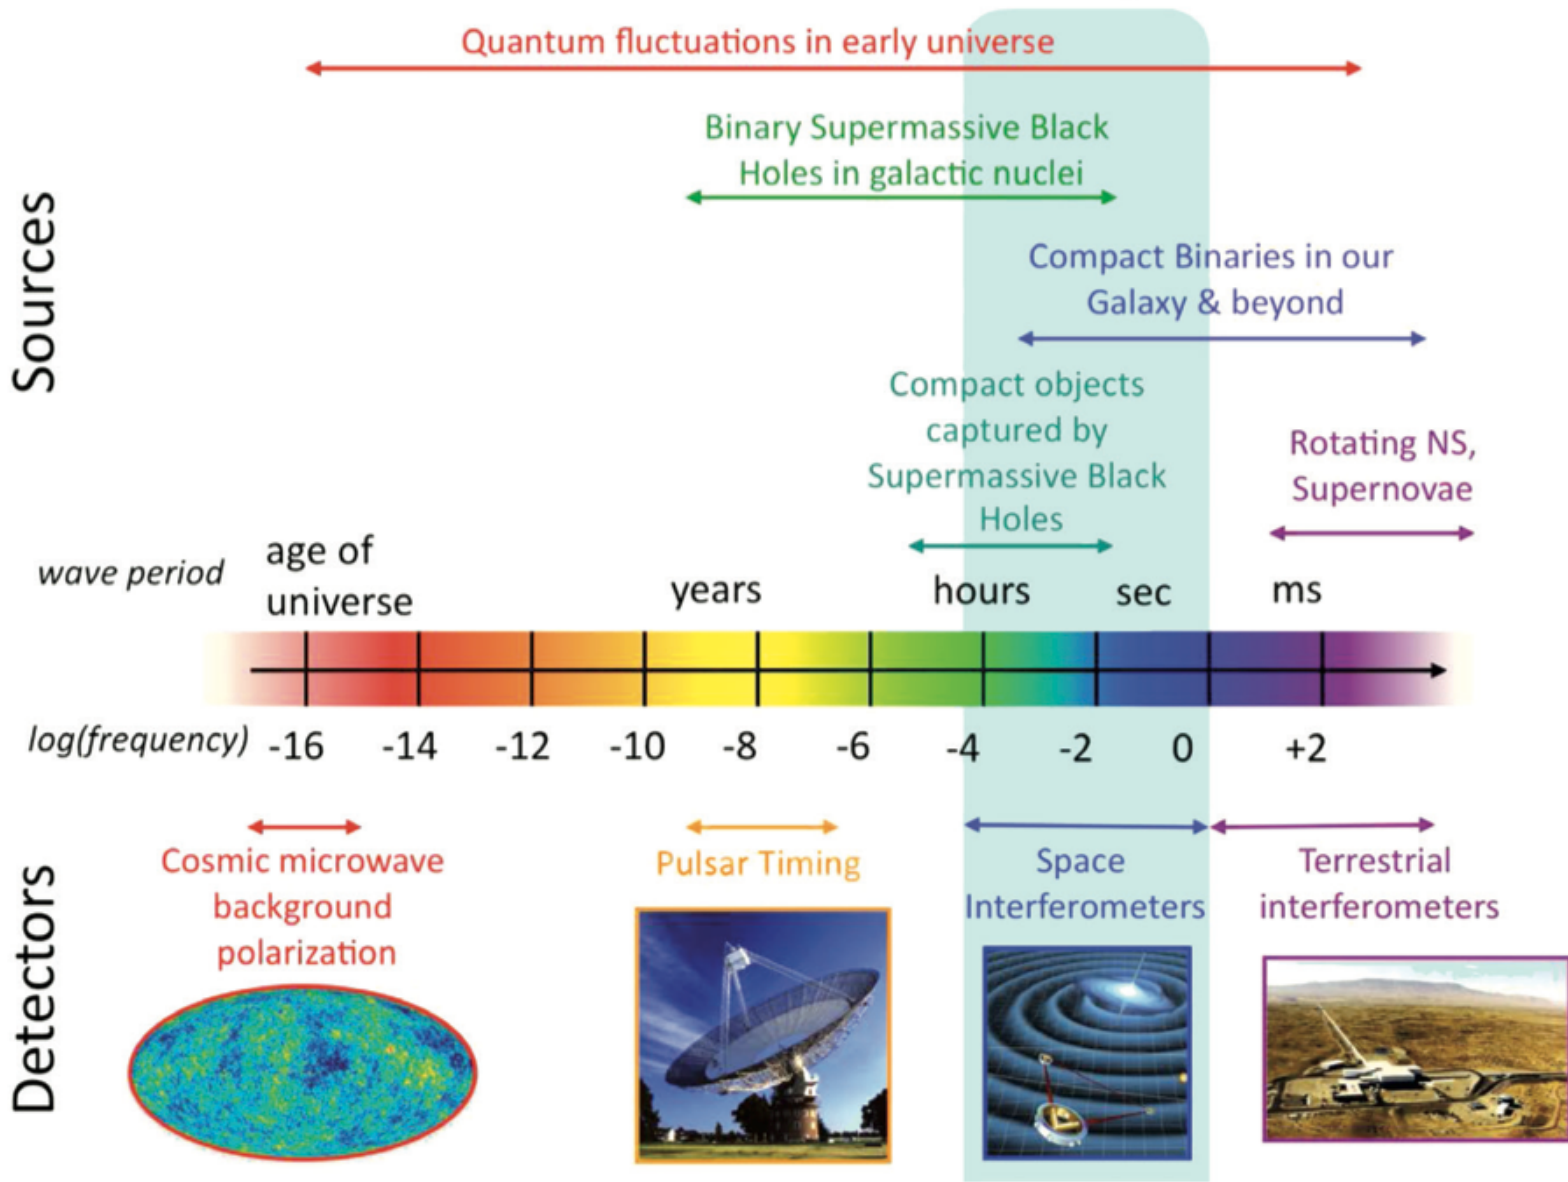 Quantum fluctuations in early universe
Binary Supermassive Black
Holes in galactic nuclei
Compact Binaries in our
Galaxy & beyond
Compact objects
captured by
Supermassive Black
Holes
Rotating NS,
Supernovae
Sources
wave period
age of
universe
years
hours
sec
ms
log(frequency)
-16 -14 -12 -10 -8 -6 -4 -2 0 +2
Detectors
Cosmic microwave
background
polarization
Pulsar Timing
Space
Interferometers
Terrestrial
interferometers